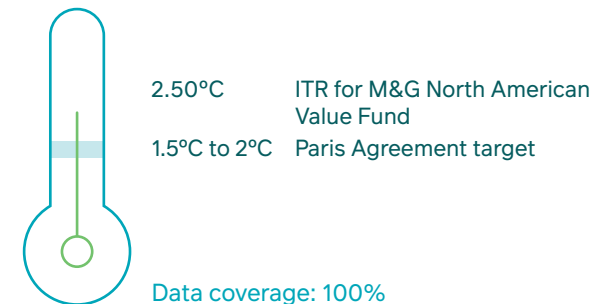 2.50°C ITR for M&G North American
Value Fund
1.5°C to 2°C Paris Agreement target
Data coverage: 100%